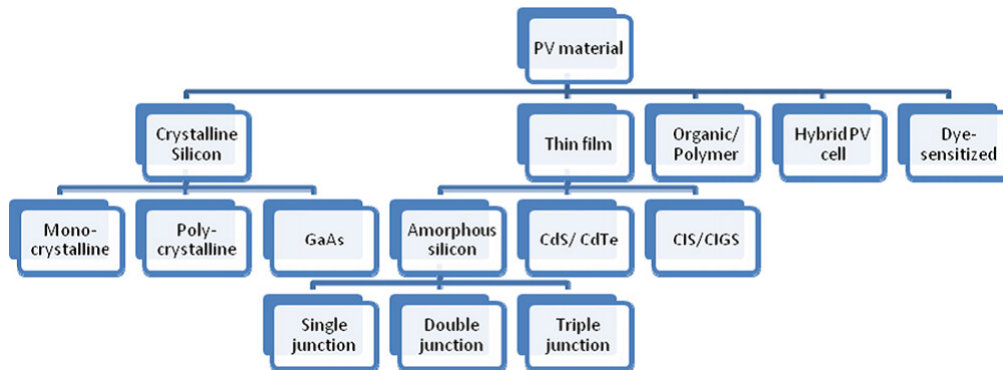 PV material
Crystalline
Silicon
Thin film
Organic/
Polymer
Hybrid PV
cell
Dye-
sensitized
Mono-
crystalline
Poly-
crystalline
GaAs
Amorphous
silicon
CdS/ CdTe
CIS/CIGS
Single
junction
Double
junction
Triple
junction